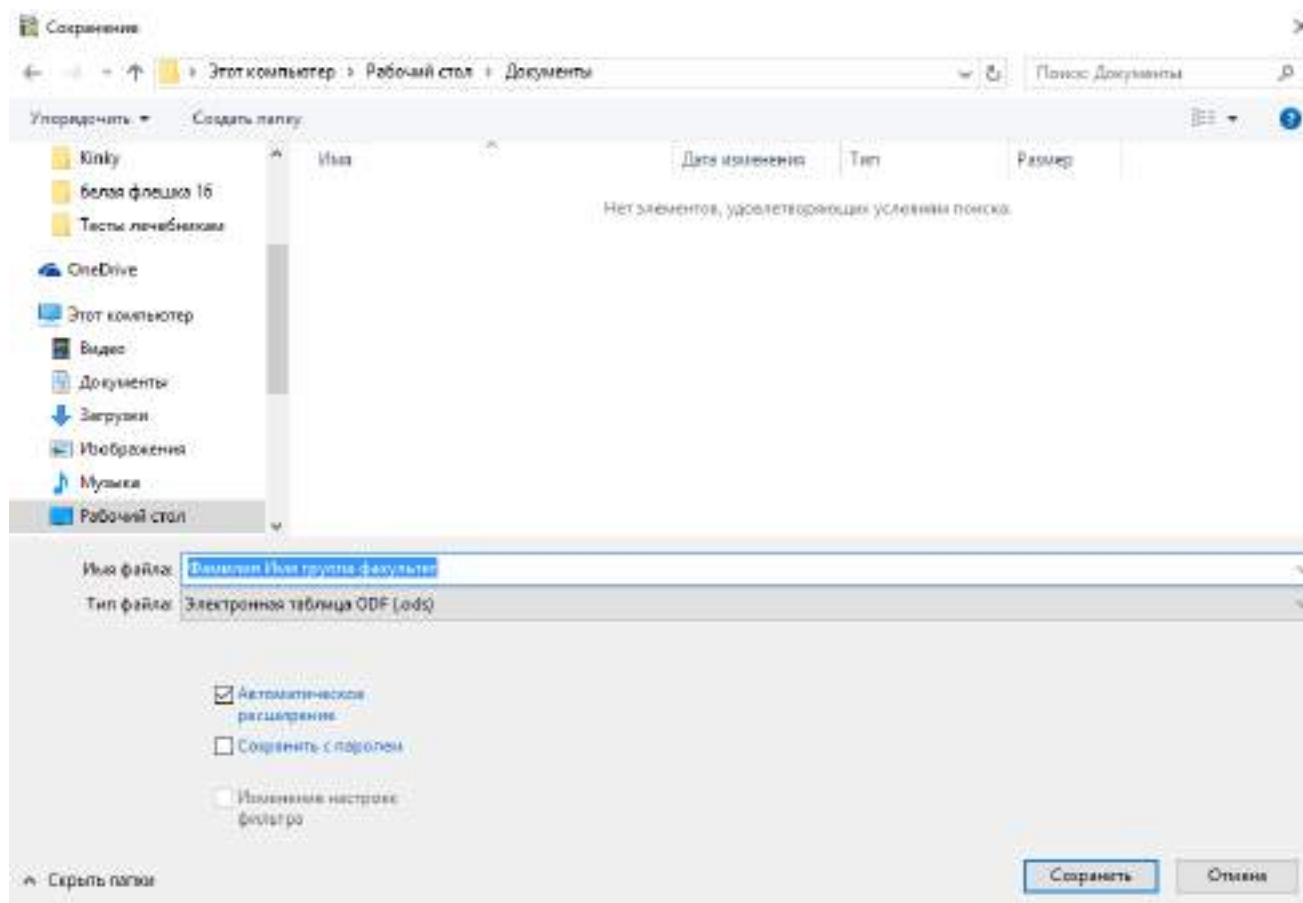 Сохранение
Этот компьютер › Рабочий стол › Документы
Поиск: Документы
Упорядочить
Создать папку
Имя
Дата изменения
Тип
Размер
Нет элементов, удовлетворяющих условиям поиска.
Kinky
белая флешка 16
Тесты лечебникам
OneDrive
Этот компьютер
Видео
Документы
Загрузки
Изображения
Музыка
Рабочий стол
Имя файла: Фамилия Имя группа факультет
Тип файла: Электронная таблица ODF (.ods)
Автоматическое
расширение
Сохранить с паролем
Изменение настроек
фильтра
Скрыть папки
Сохранить
Отмена